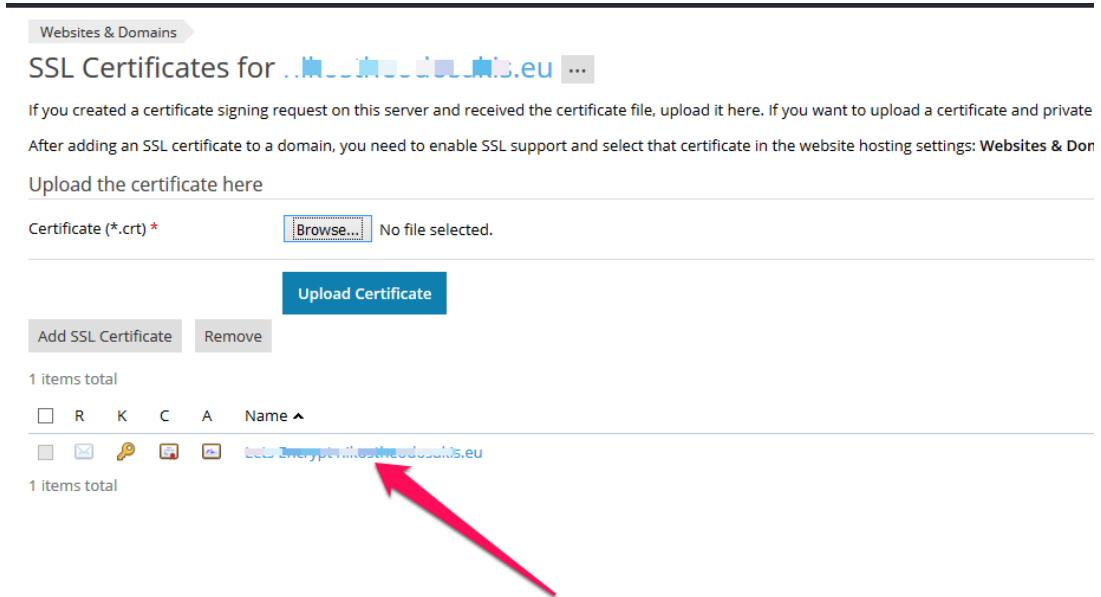 Websites & Domains
SSL Certificates for .eu ...
If you created a certificate signing request on this server and received the certificate file, upload it here. If you want to upload a certificate and private
After adding an SSL certificate to a domain, you need to enable SSL support and select that certificate in the website hosting settings: Websites & Dom
Upload the certificate here
Certificate (*.crt) *
Browse... No file selected.
Upload Certificate
Add SSL Certificate Remove
1 items total
R K C A Name
.eu
1 items total